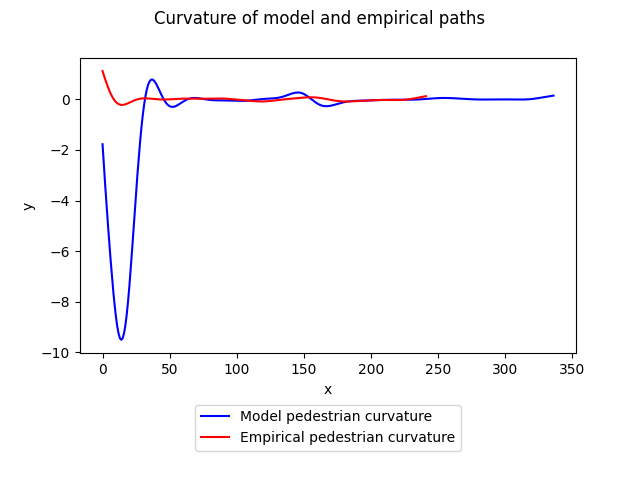 Curvature of model and empirical paths
y
0
−2
−4
−6
−8
−10
0 50 100 150 200 250 300 350
x
Model pedestrian curvature
Empirical pedestrian curvature